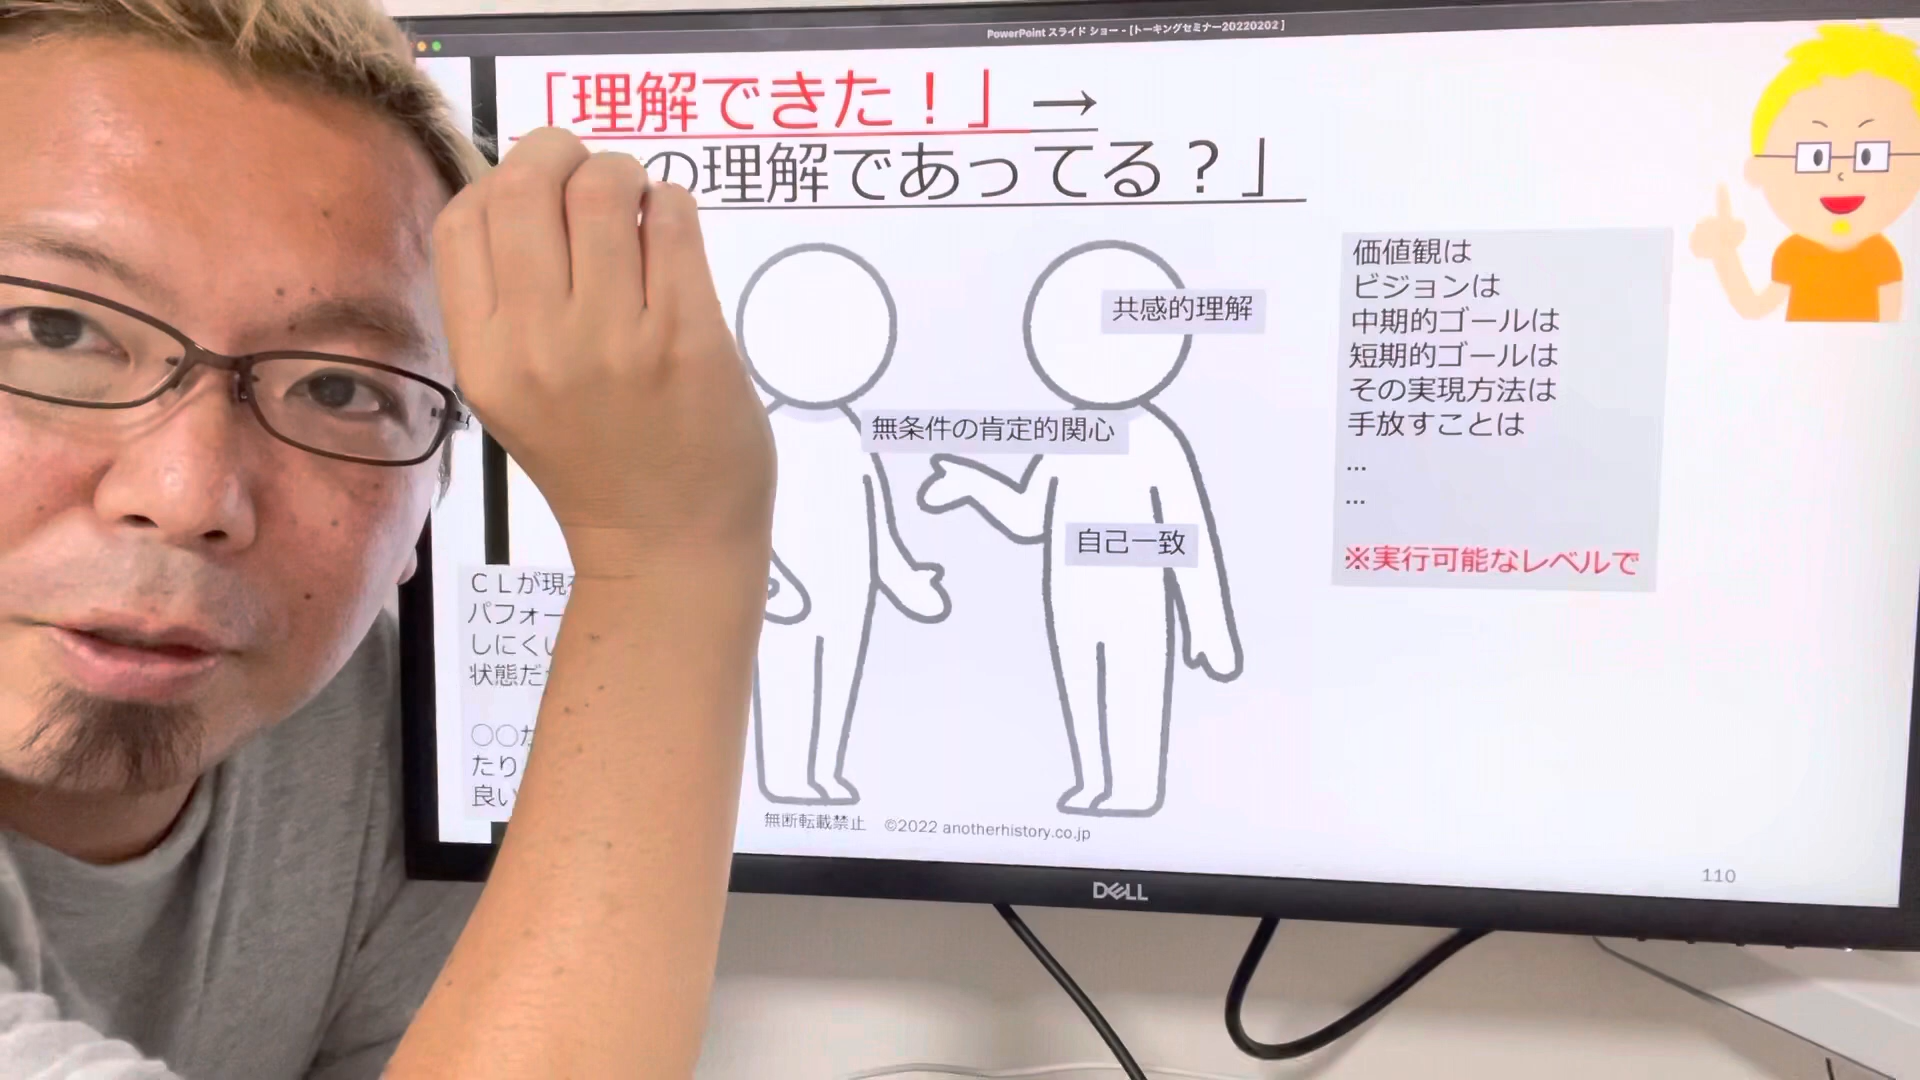 PowerPoint スライド ショー - [トーキングセミナー20220202 ]
「理解できた！」→
の理解であってる？」
共感的理解
無条件の肯定的関心
自己一致
価値観は
ビジョンは
中期的ゴールは
短期的ゴールは
その実現方法は
手放すことは
...
...
※実行可能なレベルで
ＣＬが現
パフォー
しにくい
状態だ
○○
たり
良い
無断転載禁止 ©2022 anotherhistory.co.jp
110
DELL